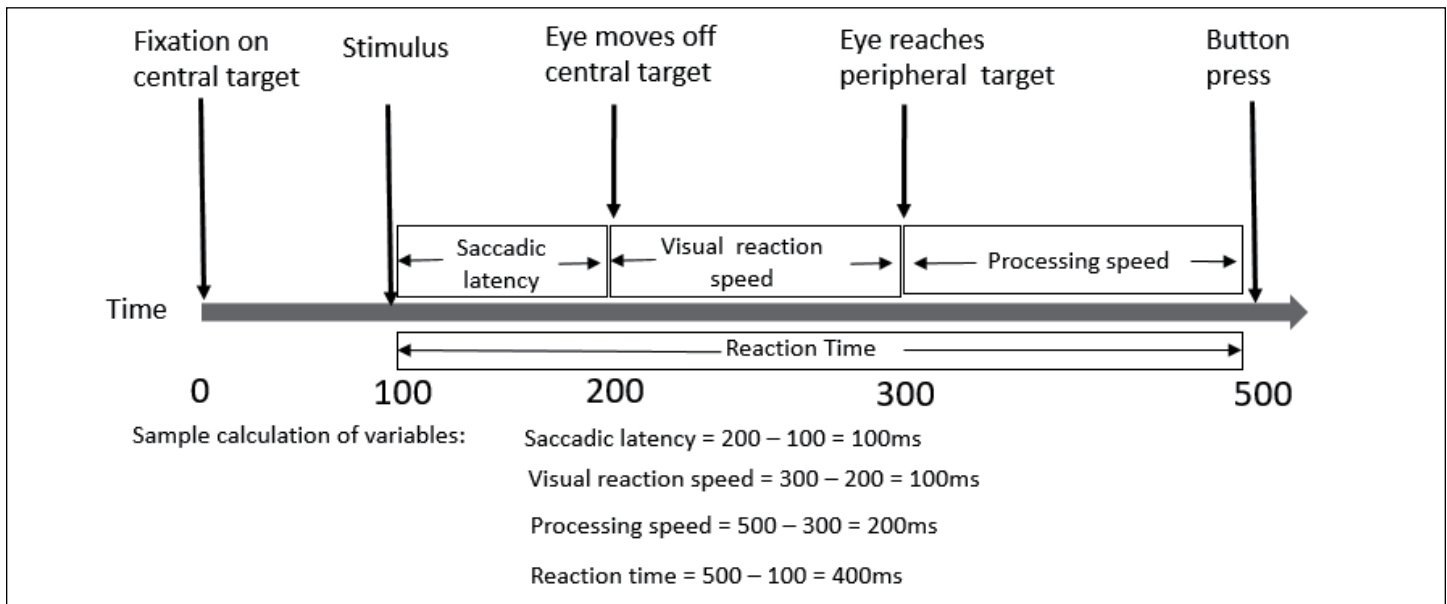 Fixation on
central target
Stimulus
Eye moves off
central target
Eye reaches
peripheral target
Button
press
Saccadic
latency
Visual reaction
speed
Processing speed
Time
Reaction Time
0
100
200
300
500
Sample calculation of variables:
Saccadic latency = 200 – 100 = 100ms
Visual reaction speed = 300 – 200 = 100ms
Processing speed = 500 – 300 = 200ms
Reaction time = 500 – 100 = 400ms